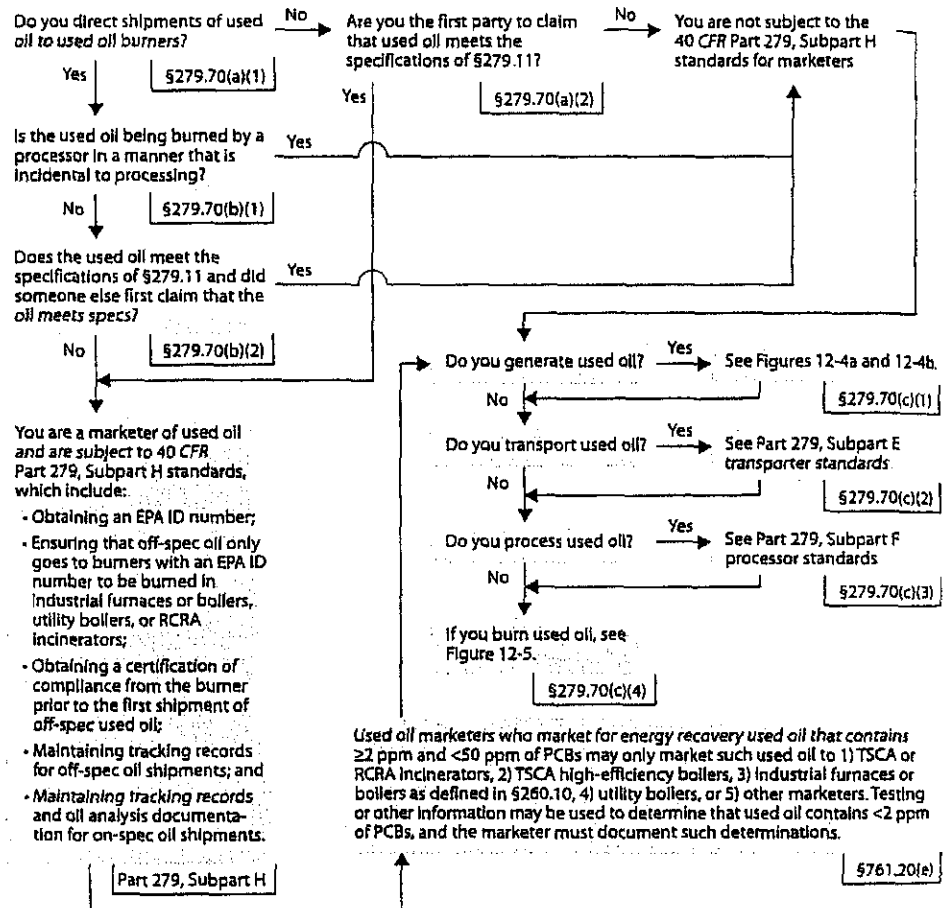 Do you direct shipments of used
oil to used oil burners?
No
Are you the first party to claim
that used oil meets the
specifications of §279.11?
No
You are not subject to the
40 CFR Part 279, Subpart H
standards for marketers
Yes
§279.70(a)(1)
Yes
§279.70(a)(2)
Is the used oil being burned by a
processor in a manner that is
incidental to processing?
Yes
No
§279.70(b)(1)
Does the used oil meet the
specifications of §279.11 and did
someone else first claim that the
oil meets specs?
Yes
No
§279.70(b)(2)
You are a marketer of used oil
and are subject to 40 CFR
Part 279, Subpart H standards,
which include:
• Obtaining an EPA ID number;
• Ensuring that off-spec oil only
goes to burners with an EPA ID
number to be burned in
industrial furnaces or boilers,
utility boilers, or RCRA
incinerators;
• Obtaining a certification of
compliance from the burner
prior to the first shipment of
off-spec used oil;
• Maintaining tracking records
for off-spec oil shipments; and
• Maintaining tracking records
and oil analysis documenta-
tion for on-spec oil shipments.
Part 279, Subpart H
Do you generate used oil?
Yes
See Figures 12-4a and 12-4b.
No
§279.70(c)(1)
Do you transport used oil?
Yes
See Part 279, Subpart E
transporter standards
No
§279.70(c)(2)
Do you process used oil?
Yes
See Part 279, Subpart F
processor standards
No
§279.70(c)(3)
If you burn used oil, see
Figure 12-5.
§279.70(c)(4)
Used oil marketers who market for energy recovery used oil that contains
≥2 ppm and <50 ppm of PCBs may only market such used oil to 1) TSCA or
RCRA incinerators, 2) TSCA high-efficiency boilers, 3) industrial furnaces or
boilers as defined in §260.10, 4) utility boilers, or 5) other marketers. Testing
or other information may be used to determine that used oil contains <2 ppm
of PCBs, and the marketer must document such determinations.
§761.20(e)